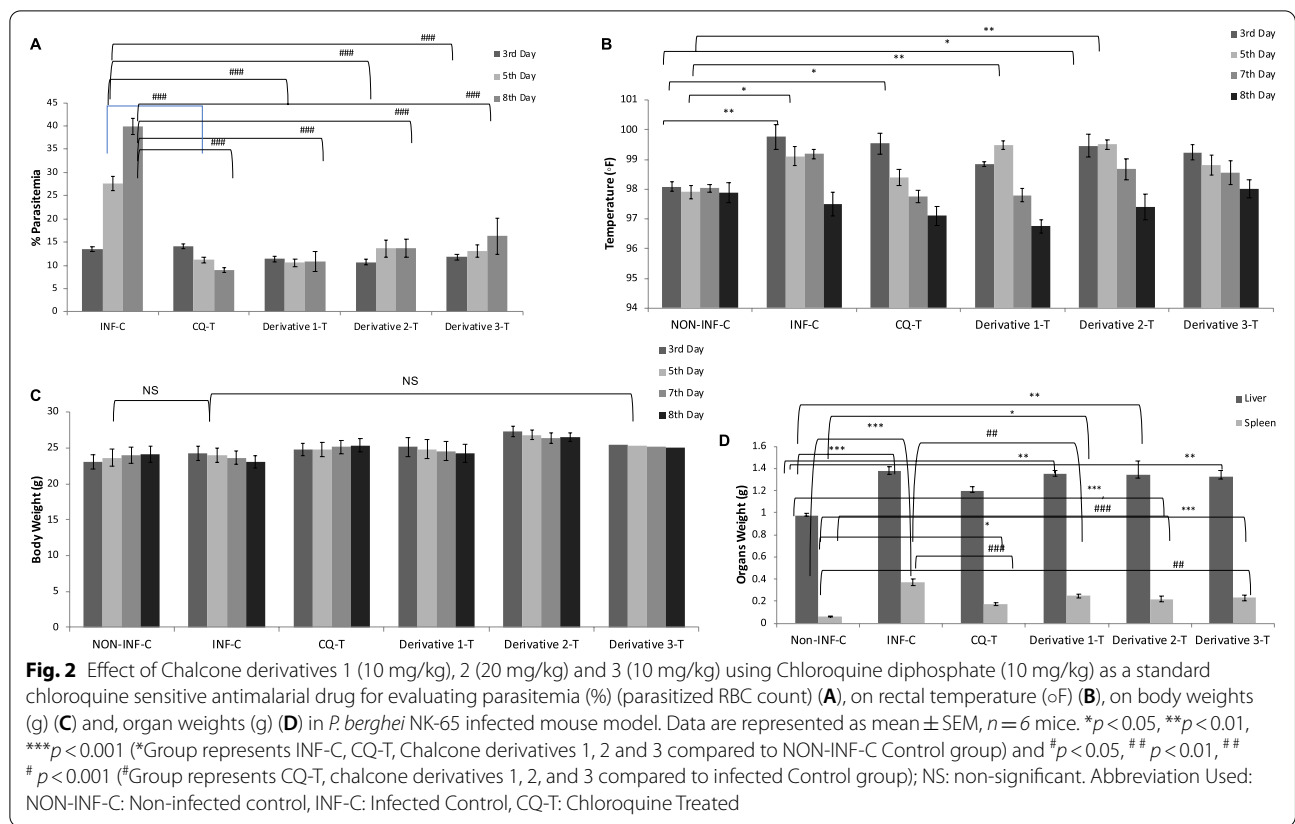 A
###
###
###
###
###
###
###
###
3rd Day
5th Day
8th Day
% Parasitemia
45
40
35
30
25
20
15
10
5
0
INF-C CQ-T Derivative 1-T Derivative 2-T Derivative 3-T
B
**
*
**
*
*
**
3rd Day
5th Day
7th Day
8th Day
Temperature (◦F)
101
100
99
98
97
96
95
94
NON-INF-C INF-C CQ-T Derivative 1-T Derivative 2-T Derivative 3-T
3rd Day
5th Day
7th Day
8th Day
C
NS
NS
Body Weight (g)
30
25
20
15
10
5
0
NON-INF-C INF-C CQ-T Derivative 1-T Derivative 2-T Derivative 3-T
D
Liver
Spleen
**
*
***
##
***
**
**
***,
###
***
*
###
##
Organs Weight (g)
1.6
1.4
1.2
1
0.8
0.6
0.4
0.2
0
Non-INF-C INF-C CQ-T Derivative 1-T Derivative 2-T Derivative 3-T
Fig. 2 Effect of Chalcone derivatives 1 (10 mg/kg), 2 (20 mg/kg) and 3 (10 mg/kg) using Chloroquine diphosphate (10 mg/kg) as a standard
chloroquine sensitive antimalarial drug for evaluating parasitemia (%) (parasitized RBC count) (A), on rectal temperature (◦F) (B), on body weights
(g) (C) and, organ weights (g) (D) in P. berghei NK-65 infected mouse model. Data are represented as mean ± SEM, n = 6 mice. *p < 0.05, **p < 0.01,
***p < 0.001 (*Group represents INF-C, CQ-T, Chalcone derivatives 1, 2 and 3 compared to NON-INF-C Control group) and #p < 0.05, ##p < 0.01, ##
#p < 0.001 (#Group represents CQ-T, chalcone derivatives 1, 2, and 3 compared to infected Control group); NS: non-significant. Abbreviation Used:
NON-INF-C: Non-infected control, INF-C: Infected Control, CQ-T: Chloroquine Treated